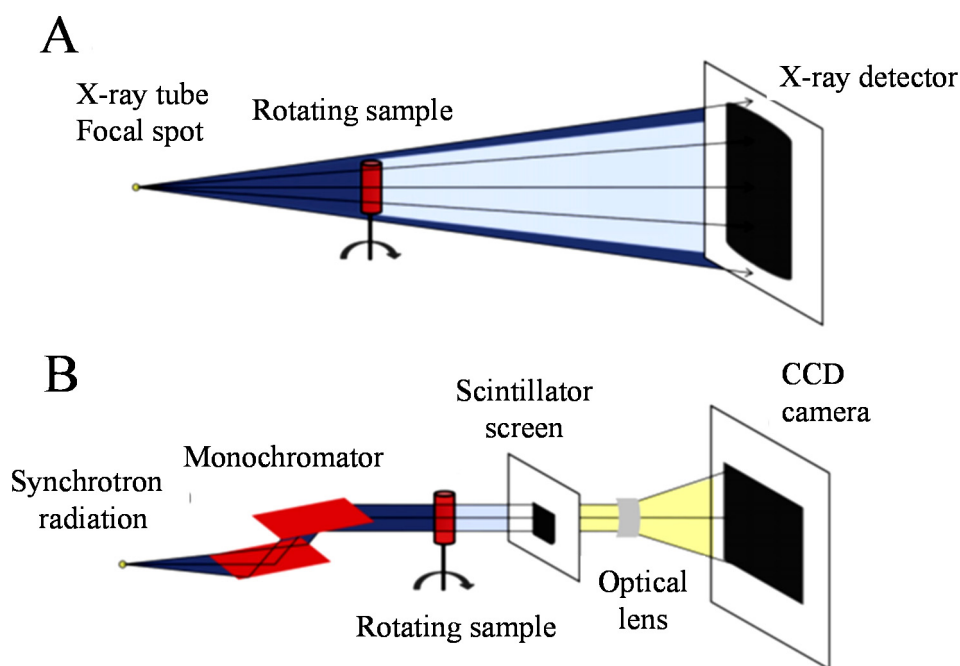 A
X-ray tube
Focal spot
Rotating sample
X-ray detector
B
Synchrotron
radiation
Monochromator
Rotating sample
Scintillator
screen
Optical
lens
CCD
camera